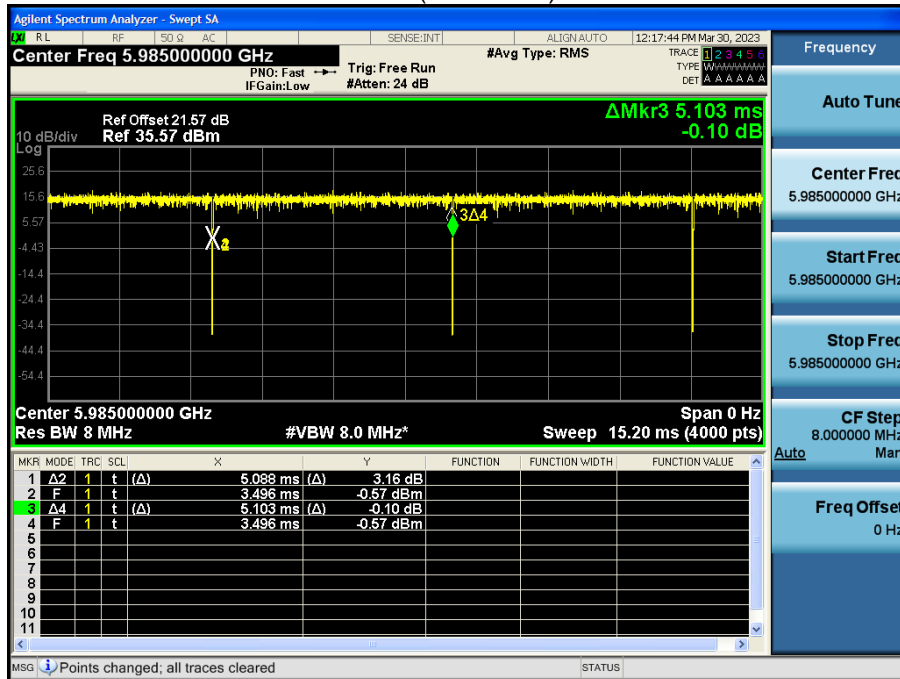 Agilent Spectrum Analyzer - Swept SA
LXI RL RF 50 Ω AC SENSE:INT ALIGN AUTO 12:17:44 PM Mar 30, 2023
Center Freq 5.985000000 GHz
PNO: Fast
IFGain:Low
Trig: Free Run
#Atten: 24 dB
#Avg Type: RMS
TRACE 1 2 3 4 5 6
TYPE
DET A A A A A A
Frequency
ΔMkr3 5.103 ms
-0.10 dB
Ref Offset 21.57 dB
10 dB/div Ref 35.57 dBm
Log
25.6
15.6
5.57
-4.43
-14.4
-24.4
-34.4
-44.4
-54.4
3Δ4
Center 5.985000000 GHz Span 0 Hz
Res BW 8 MHz #VBW 8.0 MHz* Sweep 15.20 ms (4000 pts)
MKR MODE TRC SCL X Y FUNCTION FUNCTION WIDTH FUNCTION VALUE
1 Δ2 1 t (Δ) 5.088 ms (Δ) 3.16 dB
2 F 1 t 3.496 ms -0.57 dBm
3 Δ4 1 t (Δ) 5.103 ms (Δ) -0.10 dB
4 F 1 t 3.496 ms -0.57 dBm
5
6
7
8
9
10
11
MSG Points changed; all traces cleared STATUS
Auto Tune
Center Freq
5.985000000 GHz
Start Freq
5.985000000 GHz
Stop Freq
5.985000000 GHz
CF Step
8.000000 MHz
Auto Man
Freq Offset
0 Hz